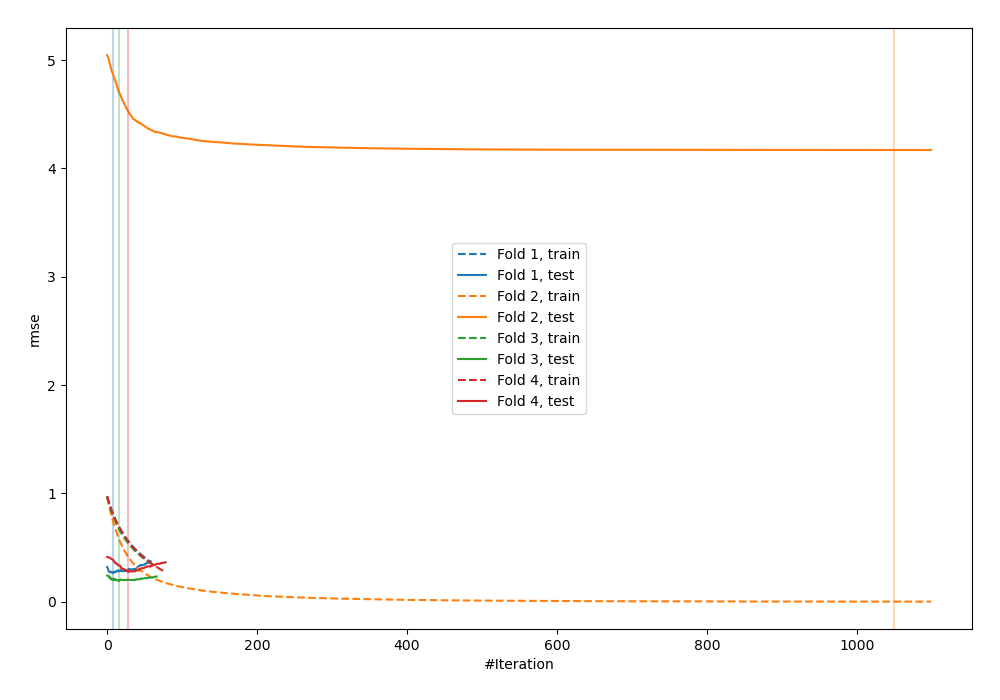 5
4
3
2
1
0
rmse
Fold 1, train
Fold 1, test
Fold 2, train
Fold 2, test
Fold 3, train
Fold 3, test
Fold 4, train
Fold 4, test
0 200 400 600 800 1000
#Iteration